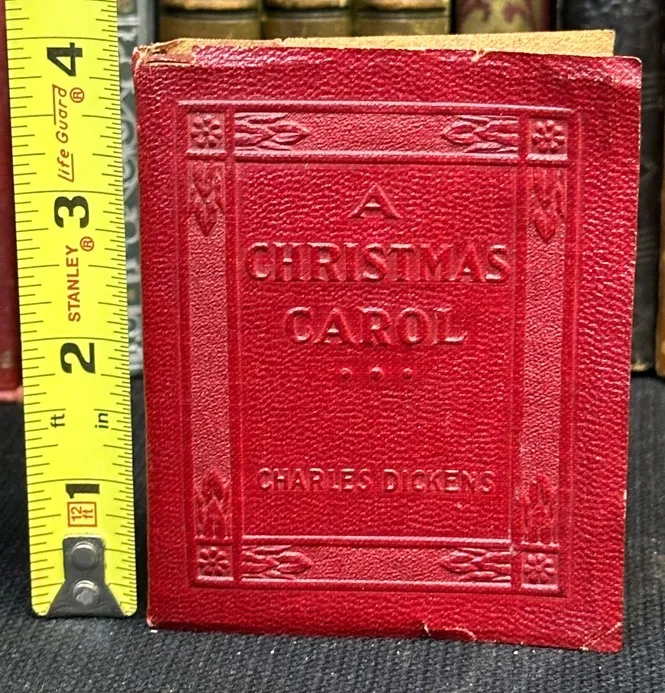 A
CHRISTMAS
CAROL
CHARLES DICKENS
4
Life Guard®
3
STANLEY®
2
ft
in
1
12
ft